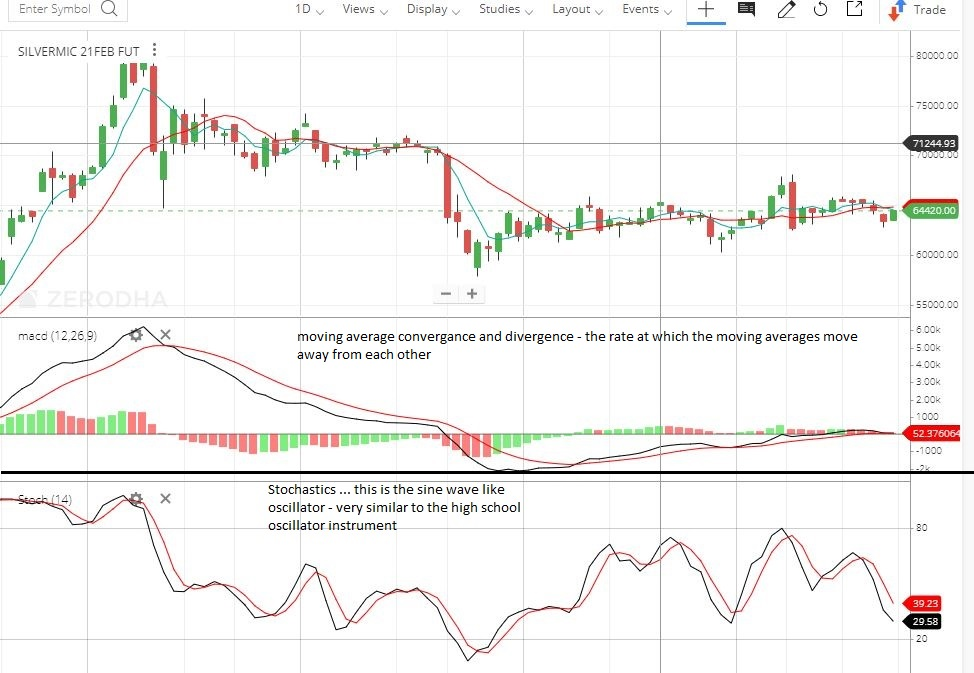 Enter Symbol
1D Views Display Studies Layout Events Trade
SILVERMIC 21FEB FUT
80000.00
75000.00
71244.93
70000.00
64420.00
60000.00
55000.00
ZERODHA
macd (12,26,9)
moving average convergance and divergence - the rate at which the moving averages move
away from each other
6.00k
5.00k
4.00k
3.00k
2.00k
1000
52.376064
-1000
-2k
Stoch (14)
Stochastics ... this is the sine wave like
oscillator - very similar to the high school
oscillator instrument
80
39.23
29.58
20